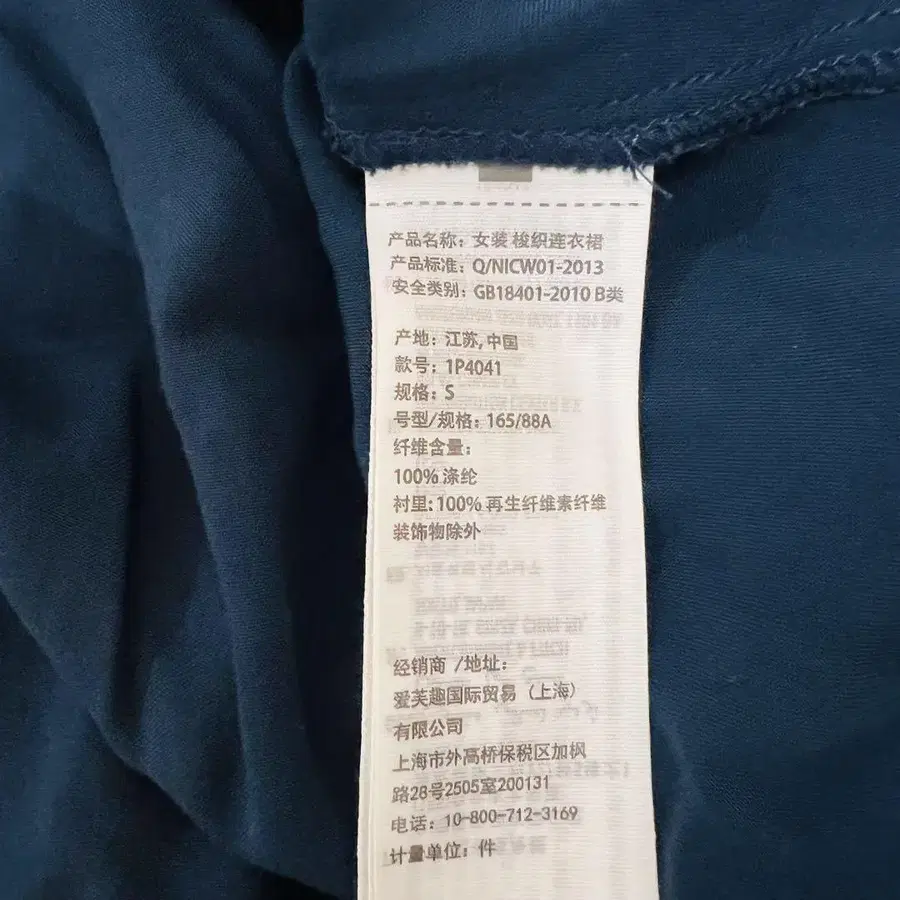 产品名称：女装 梭织连衣裙
产品标准：Q/NICW01-2013
安全类别：GB18401-2010 B类
产地：江苏,中国
款号：1P4041
规格：S
号型/规格：165/88A
纤维含量：
100% 涤纶
衬里：100% 再生纤维素纤维
装饰物除外
经销商 /地址：
爱芙趣国际贸易（上海）
有限公司
上海市外高桥保税区加枫
路28号2505室200131
电话：10-800-712-3169
计量单位：件